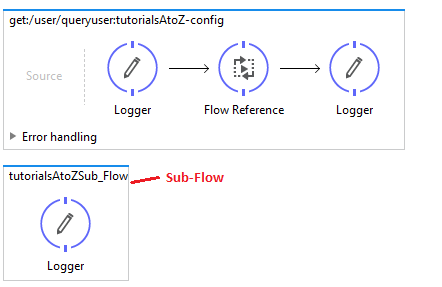 get:/user/queryuser:tutorialsAtoZ-config
Source
Logger
Flow Reference
Logger
Error handling
tutorialsAtoZSub_Flow
Sub-Flow
Logger